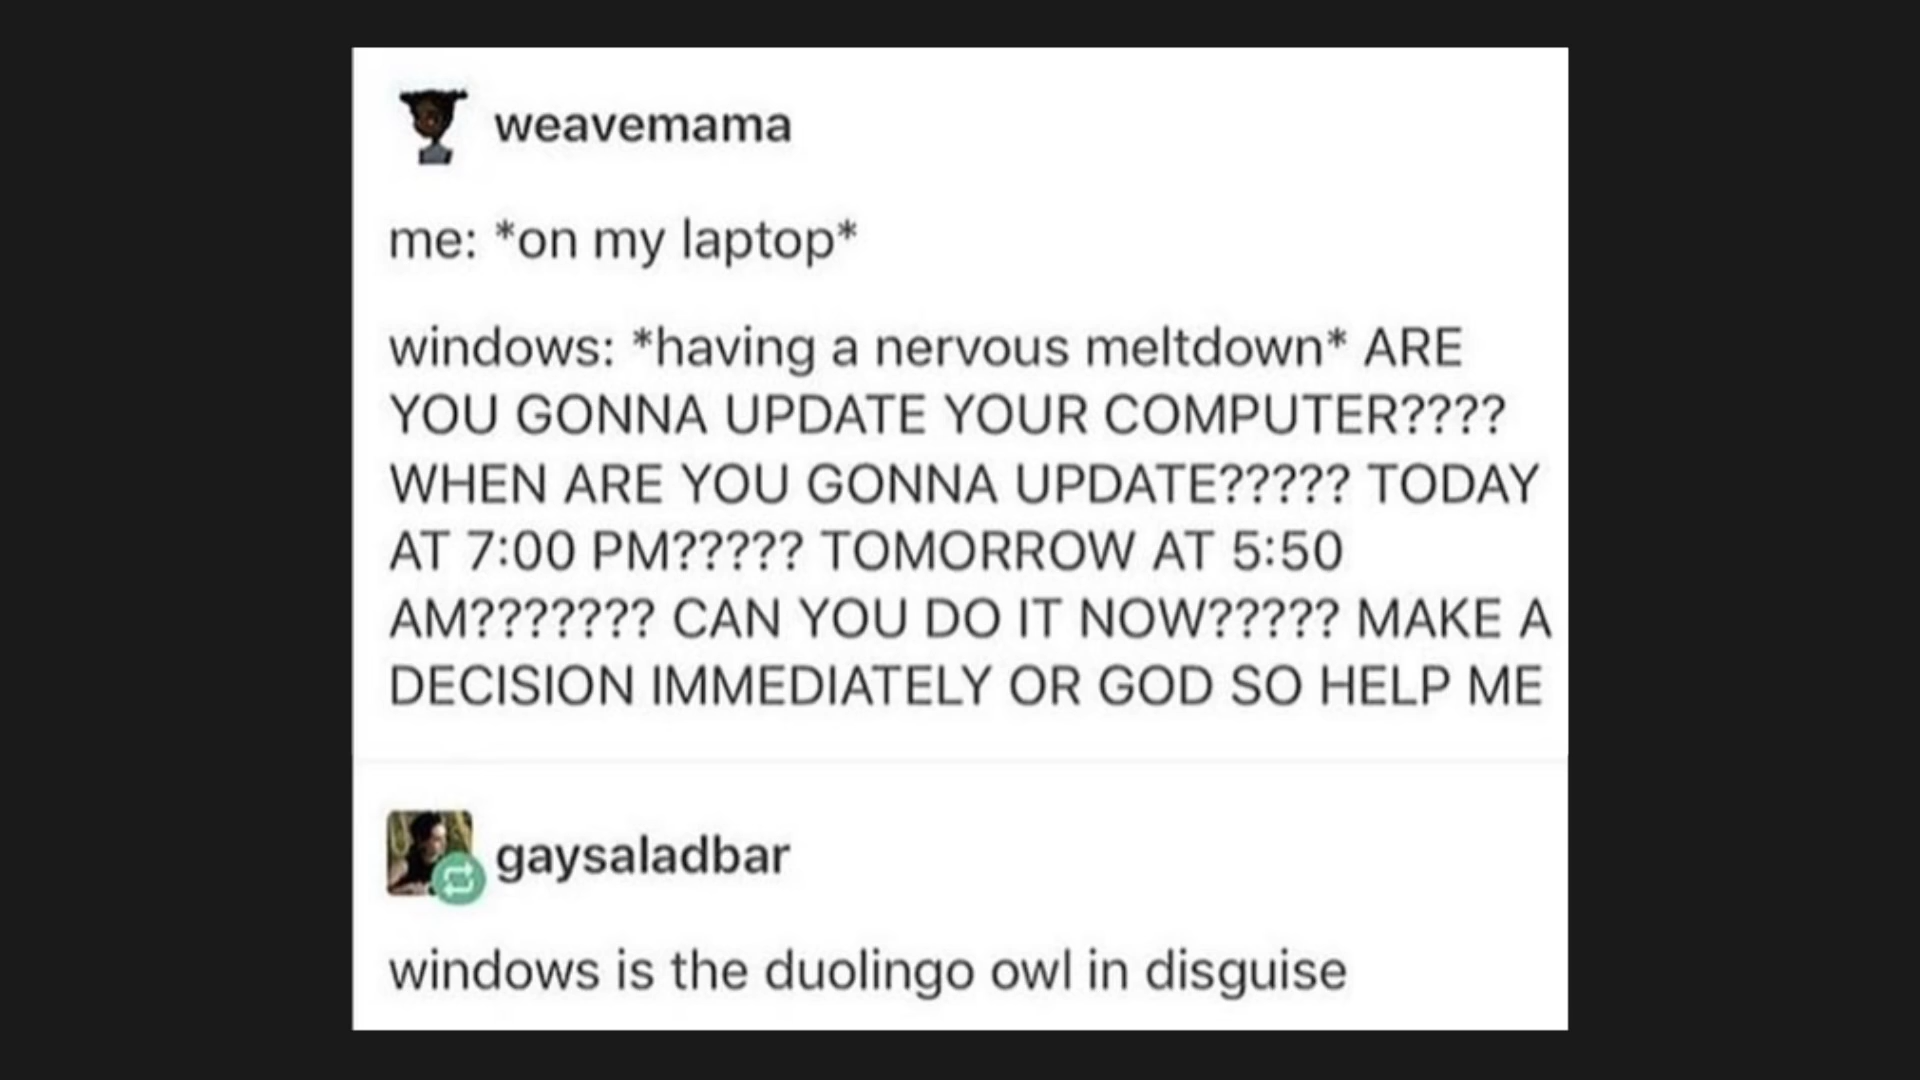 weavemama
me: *on my laptop*
windows: *having a nervous meltdown* ARE
YOU GONNA UPDATE YOUR COMPUTER????
WHEN ARE YOU GONNA UPDATE????? TODAY
AT 7:00 PM????? TOMORROW AT 5:50
AM??????? CAN YOU DO IT NOW????? MAKE A
DECISION IMMEDIATELY OR GOD SO HELP ME
gaysaladbar
windows is the duolingo owl in disguise